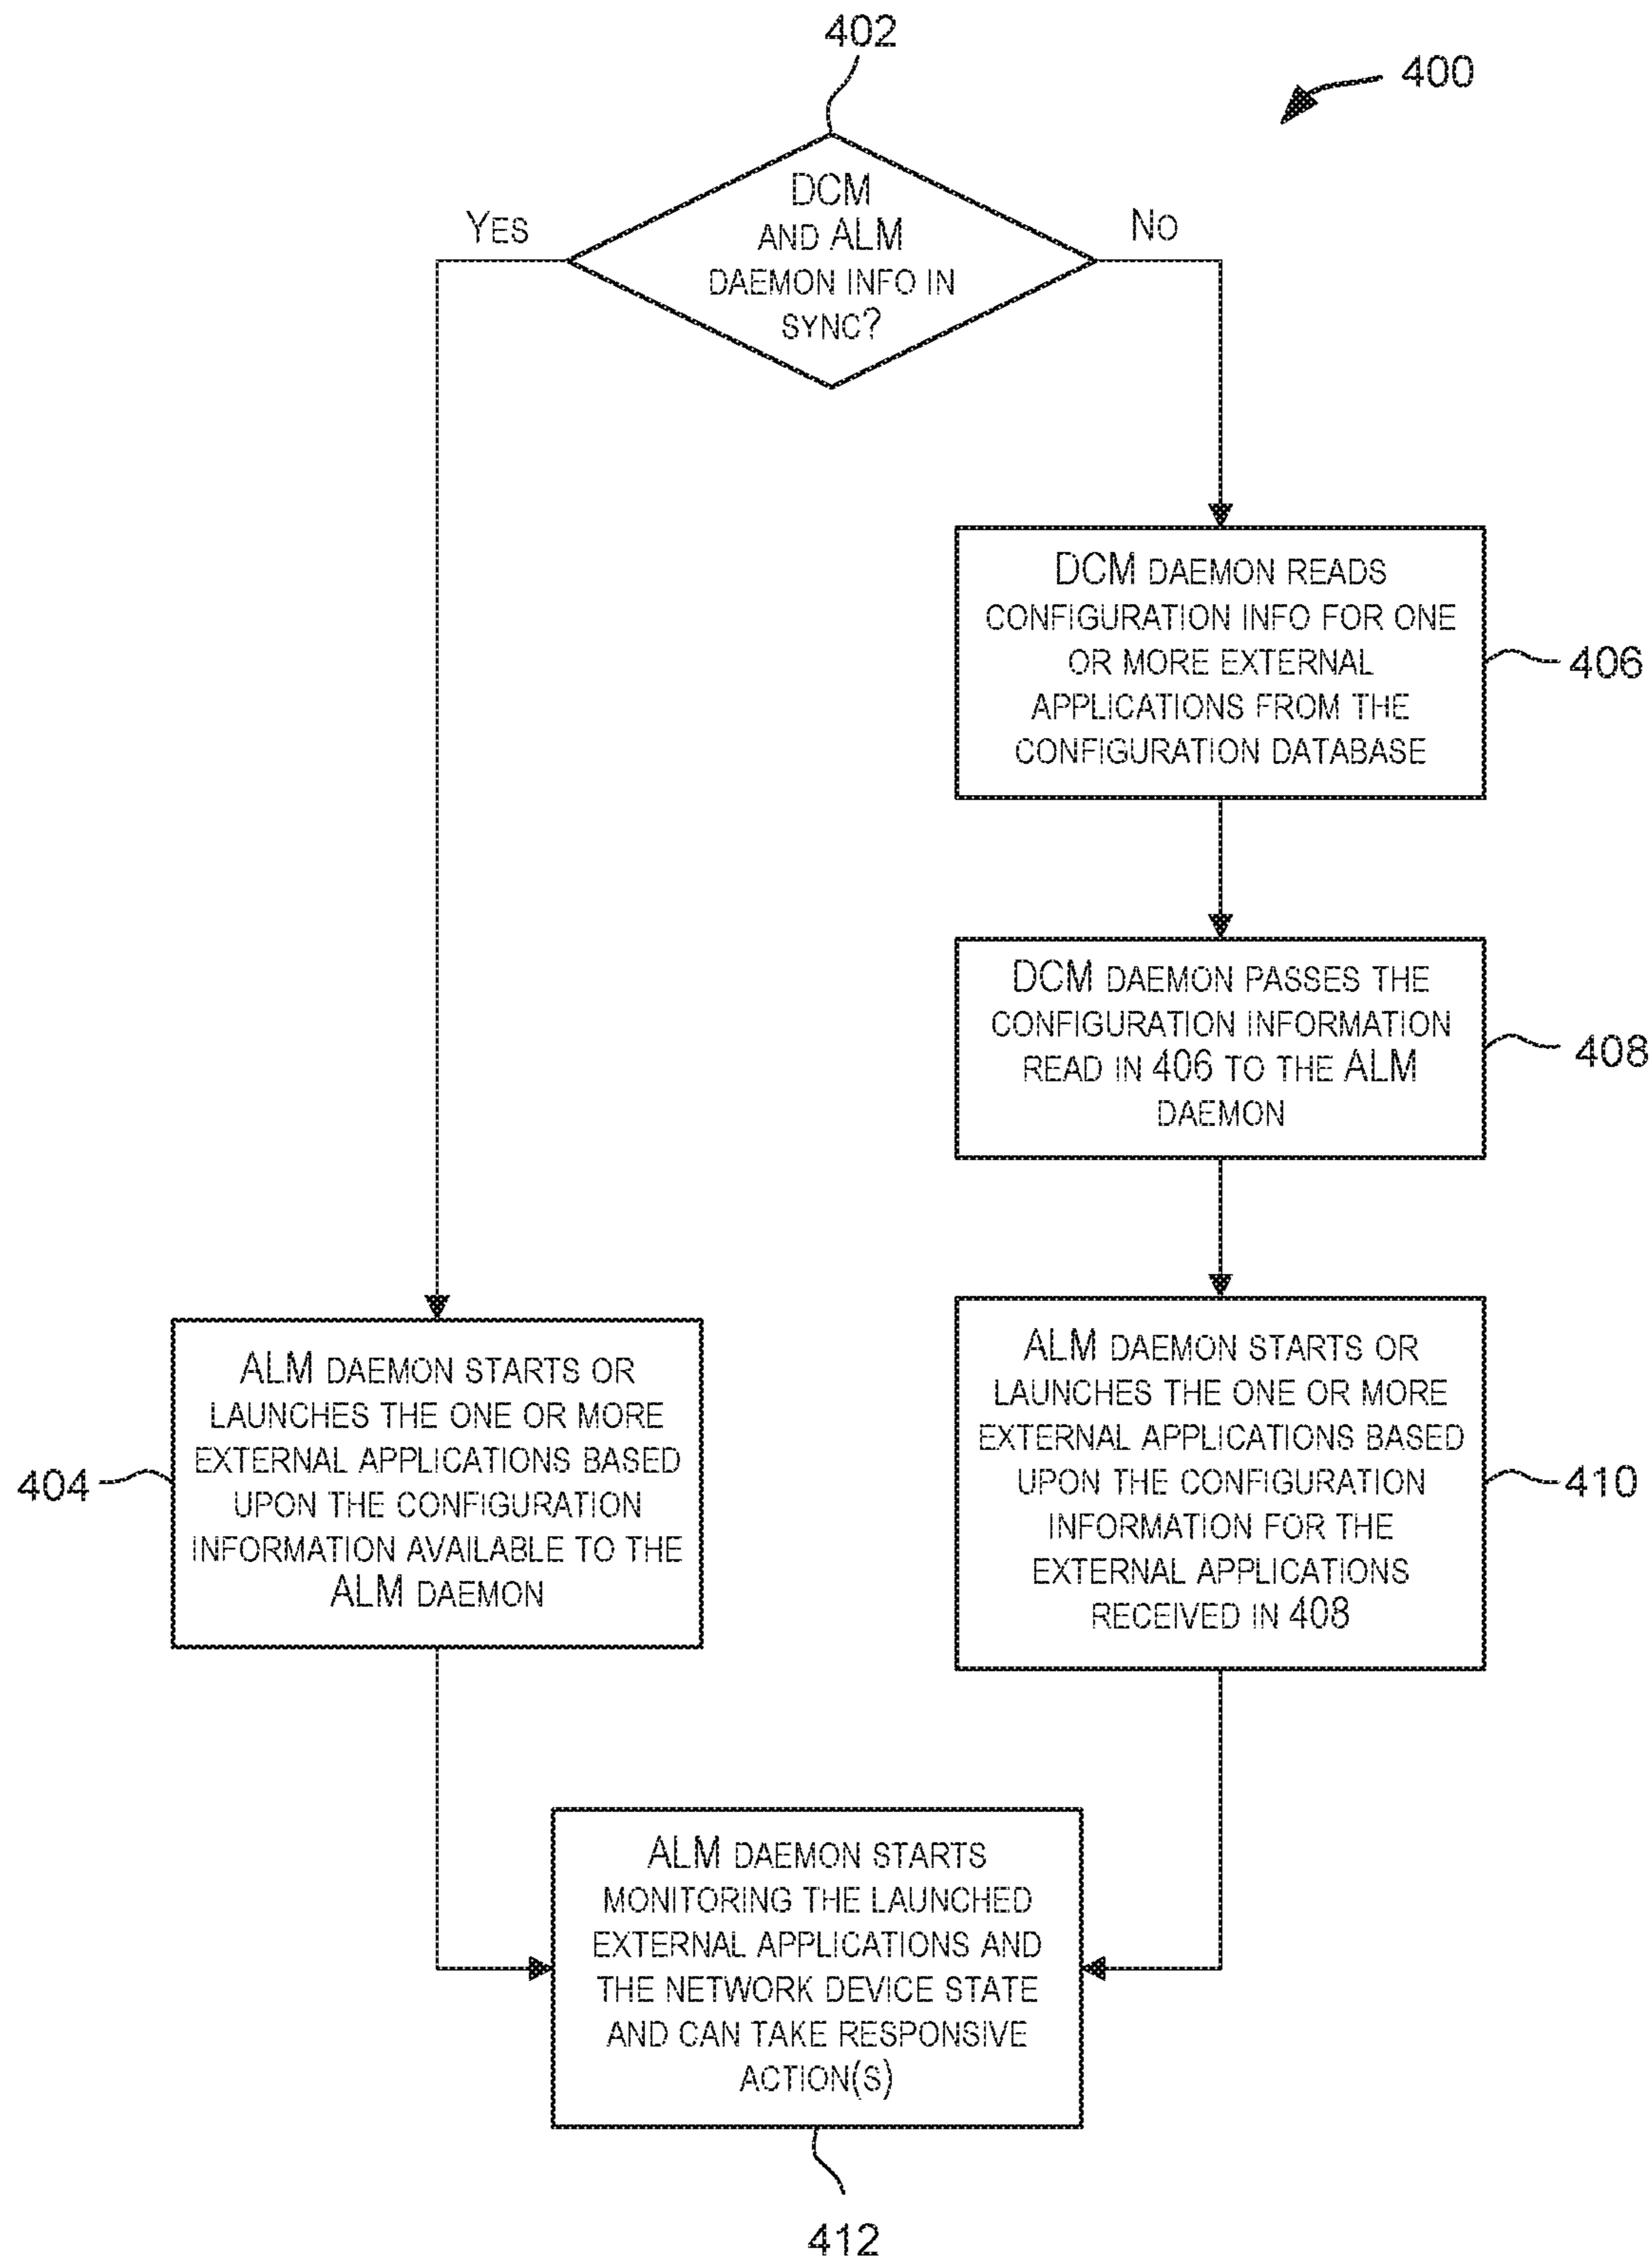 402
400
DCM
AND ALM
DAEMON INFO IN
SYNC?
YES
NO
DCM DAEMON READS
CONFIGURATION INFO FOR ONE
OR MORE EXTERNAL
APPLICATIONS FROM THE
CONFIGURATION DATABASE
406
DCM DAEMON PASSES THE
CONFIGURATION INFORMATION
READ IN 406 TO THE ALM
DAEMON
408
ALM DAEMON STARTS OR
LAUNCHES THE ONE OR MORE
EXTERNAL APPLICATIONS BASED
UPON THE CONFIGURATION
INFORMATION AVAILABLE TO THE
ALM DAEMON
404
ALM DAEMON STARTS OR
LAUNCHES THE ONE OR MORE
EXTERNAL APPLICATIONS BASED
UPON THE CONFIGURATION
INFORMATION FOR THE
EXTERNAL APPLICATIONS
RECEIVED IN 408
410
ALM DAEMON STARTS
MONITORING THE LAUNCHED
EXTERNAL APPLICATIONS AND
THE NETWORK DEVICE STATE
AND CAN TAKE RESPONSIVE
ACTION(S)
412